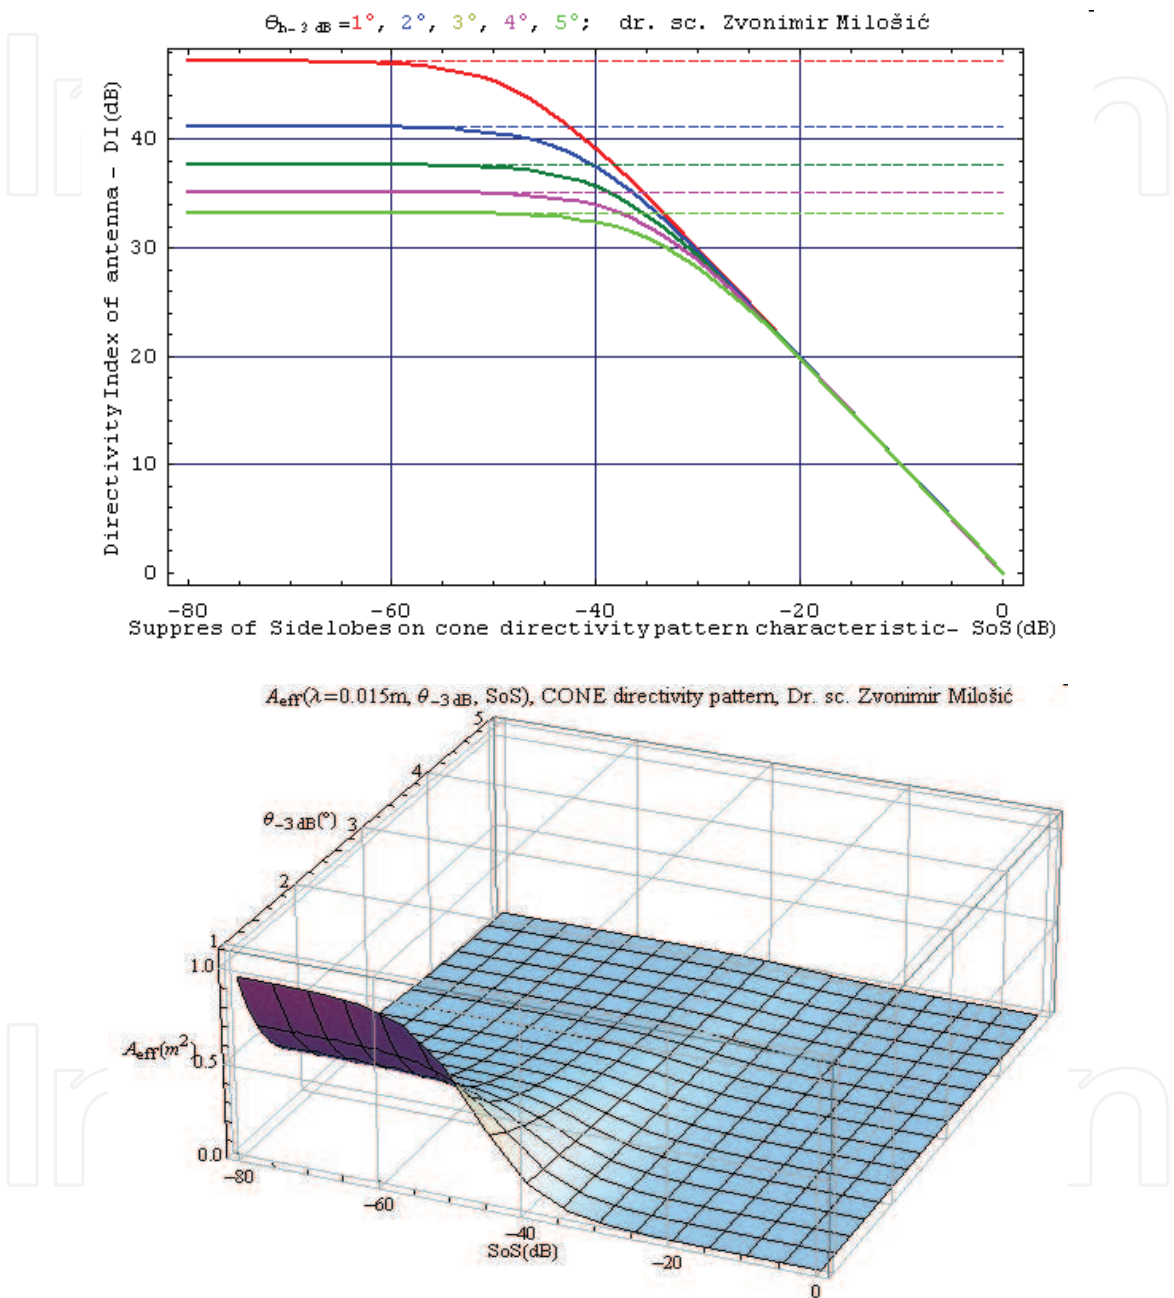 θh-3 dB =1°, 2°, 3°, 4°, 5°; dr. sc. Zvonimir Milošić
Directivity Index of antenna - DI(dB)
40
30
20
10
0
-80 -60 -40 -20 0
Suppres of Sidelobes on cone directivity pattern characteristic- SoS(dB)
Aeff(λ=0.015m, θ-3 dB, SoS), CONE directivity pattern, Dr. sc. Zvonimir Milošić
5
4
θ-3 dB(°) 3
2
1
1.0
Aeff(m²) 0.5
0.0
-80
-60
-40
SoS(dB)
-20
0